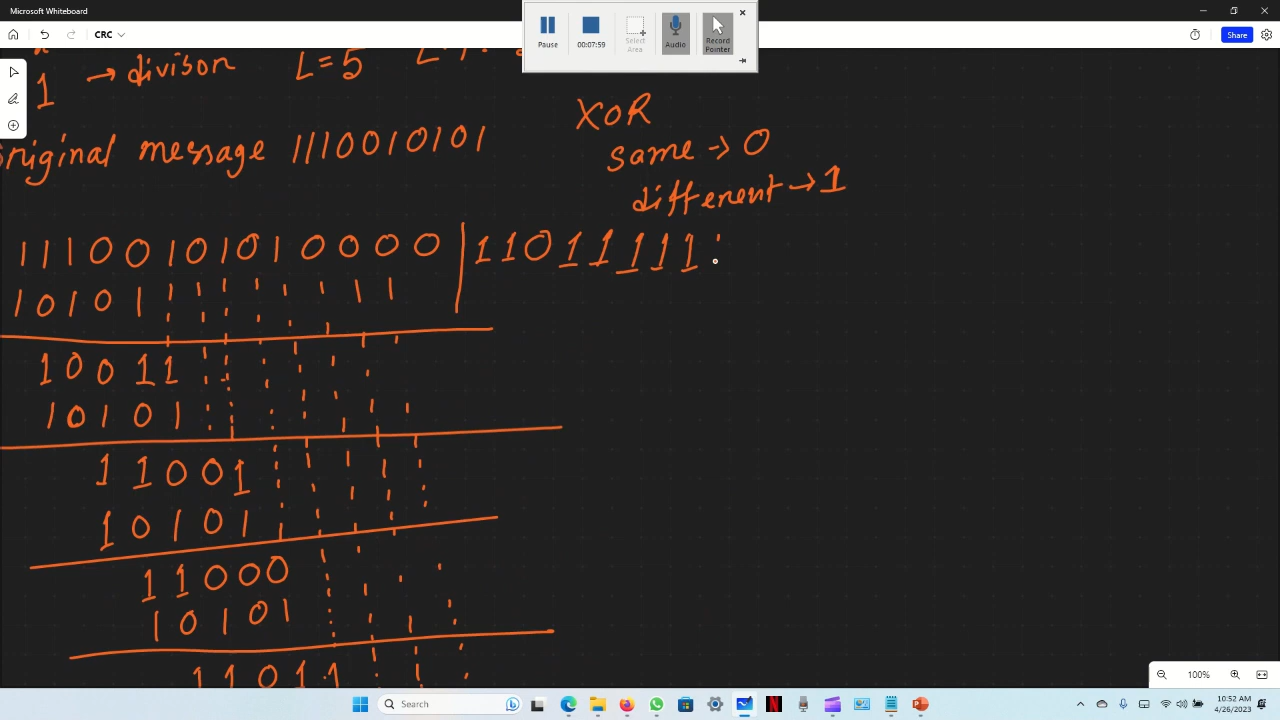 Microsoft Whiteboard
CRC
Share
Pause
00:07:59
Select Area
Audio
Record Pointer
1 → divison L=5
original message 1110010101
XOR
same → 0
different → 1
11100101010000 | 11011111
10101
10011
10101
11001
10101
11000
10101
11011
100%
Search
10:52 AM
4/26/2023